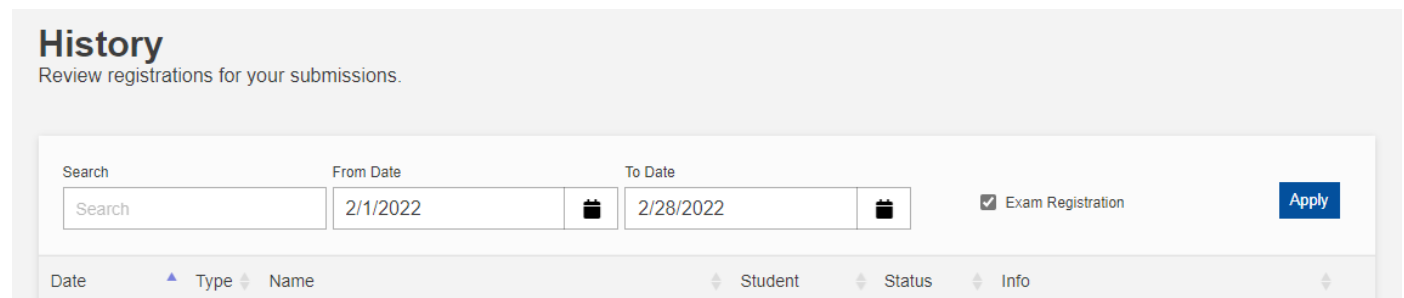 History
Review registrations for your submissions.
Search From Date To Date
Search 2/1/2022 2/28/2022 Exam Registration Apply
Date Type Name Student Status Info